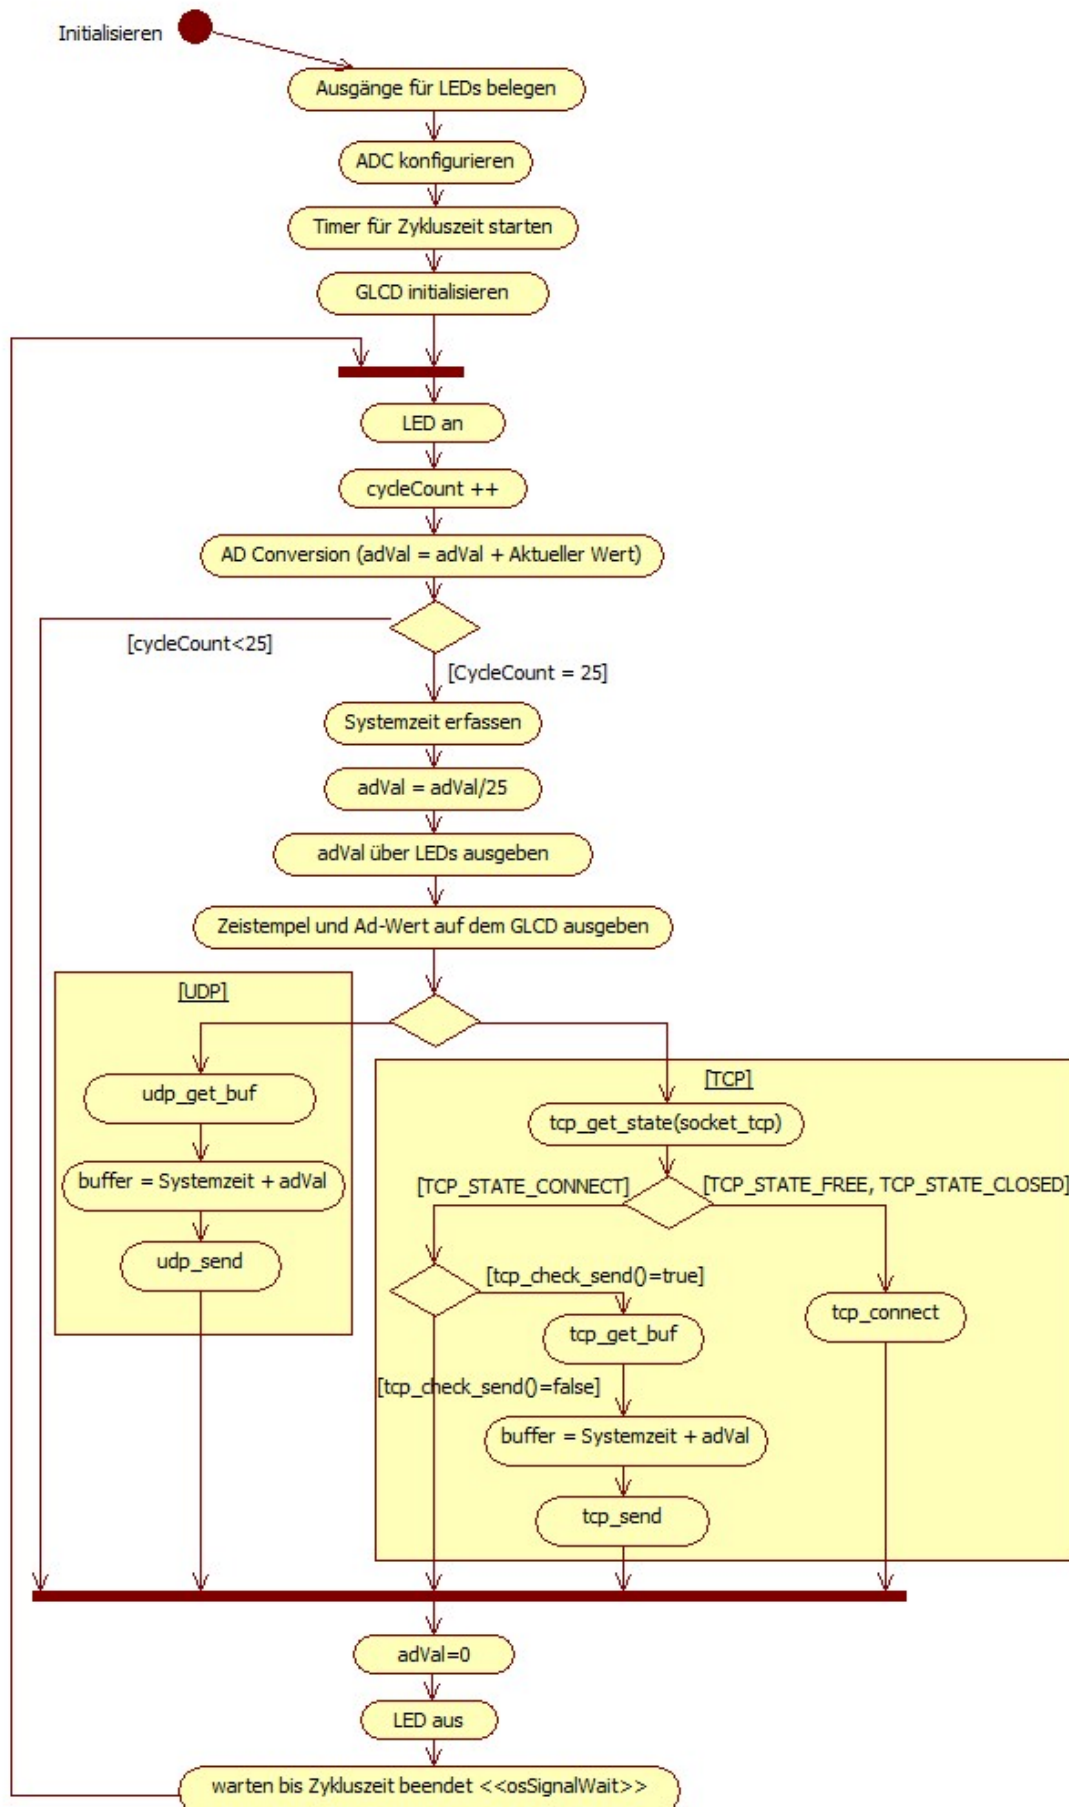 Initialisieren
Ausgänge für LEDs belegen
ADC konfigurieren
Timer für Zykluszeit starten
GLCD initialisieren
LED an
cycleCount ++
AD Conversion (adVal = adVal + Aktueller Wert)
[cycleCount<25]
[CycleCount = 25]
Systemzeit erfassen
adVal = adVal/25
adVal über LEDs ausgeben
Zeistempel und Ad-Wert auf dem GLCD ausgeben
[UDP]
udp_get_buf
buffer = Systemzeit + adVal
udp_send
[TCP]
tcp_get_state(socket_tcp)
[TCP_STATE_CONNECT]
[TCP_STATE_FREE, TCP_STATE_CLOSED]
[tcp_check_send()=true]
tcp_connect
tcp_get_buf
[tcp_check_send()=false]
buffer = Systemzeit + adVal
tcp_send
adVal=0
LED aus
warten bis Zykluszeit beendet <<osSignalWait>>